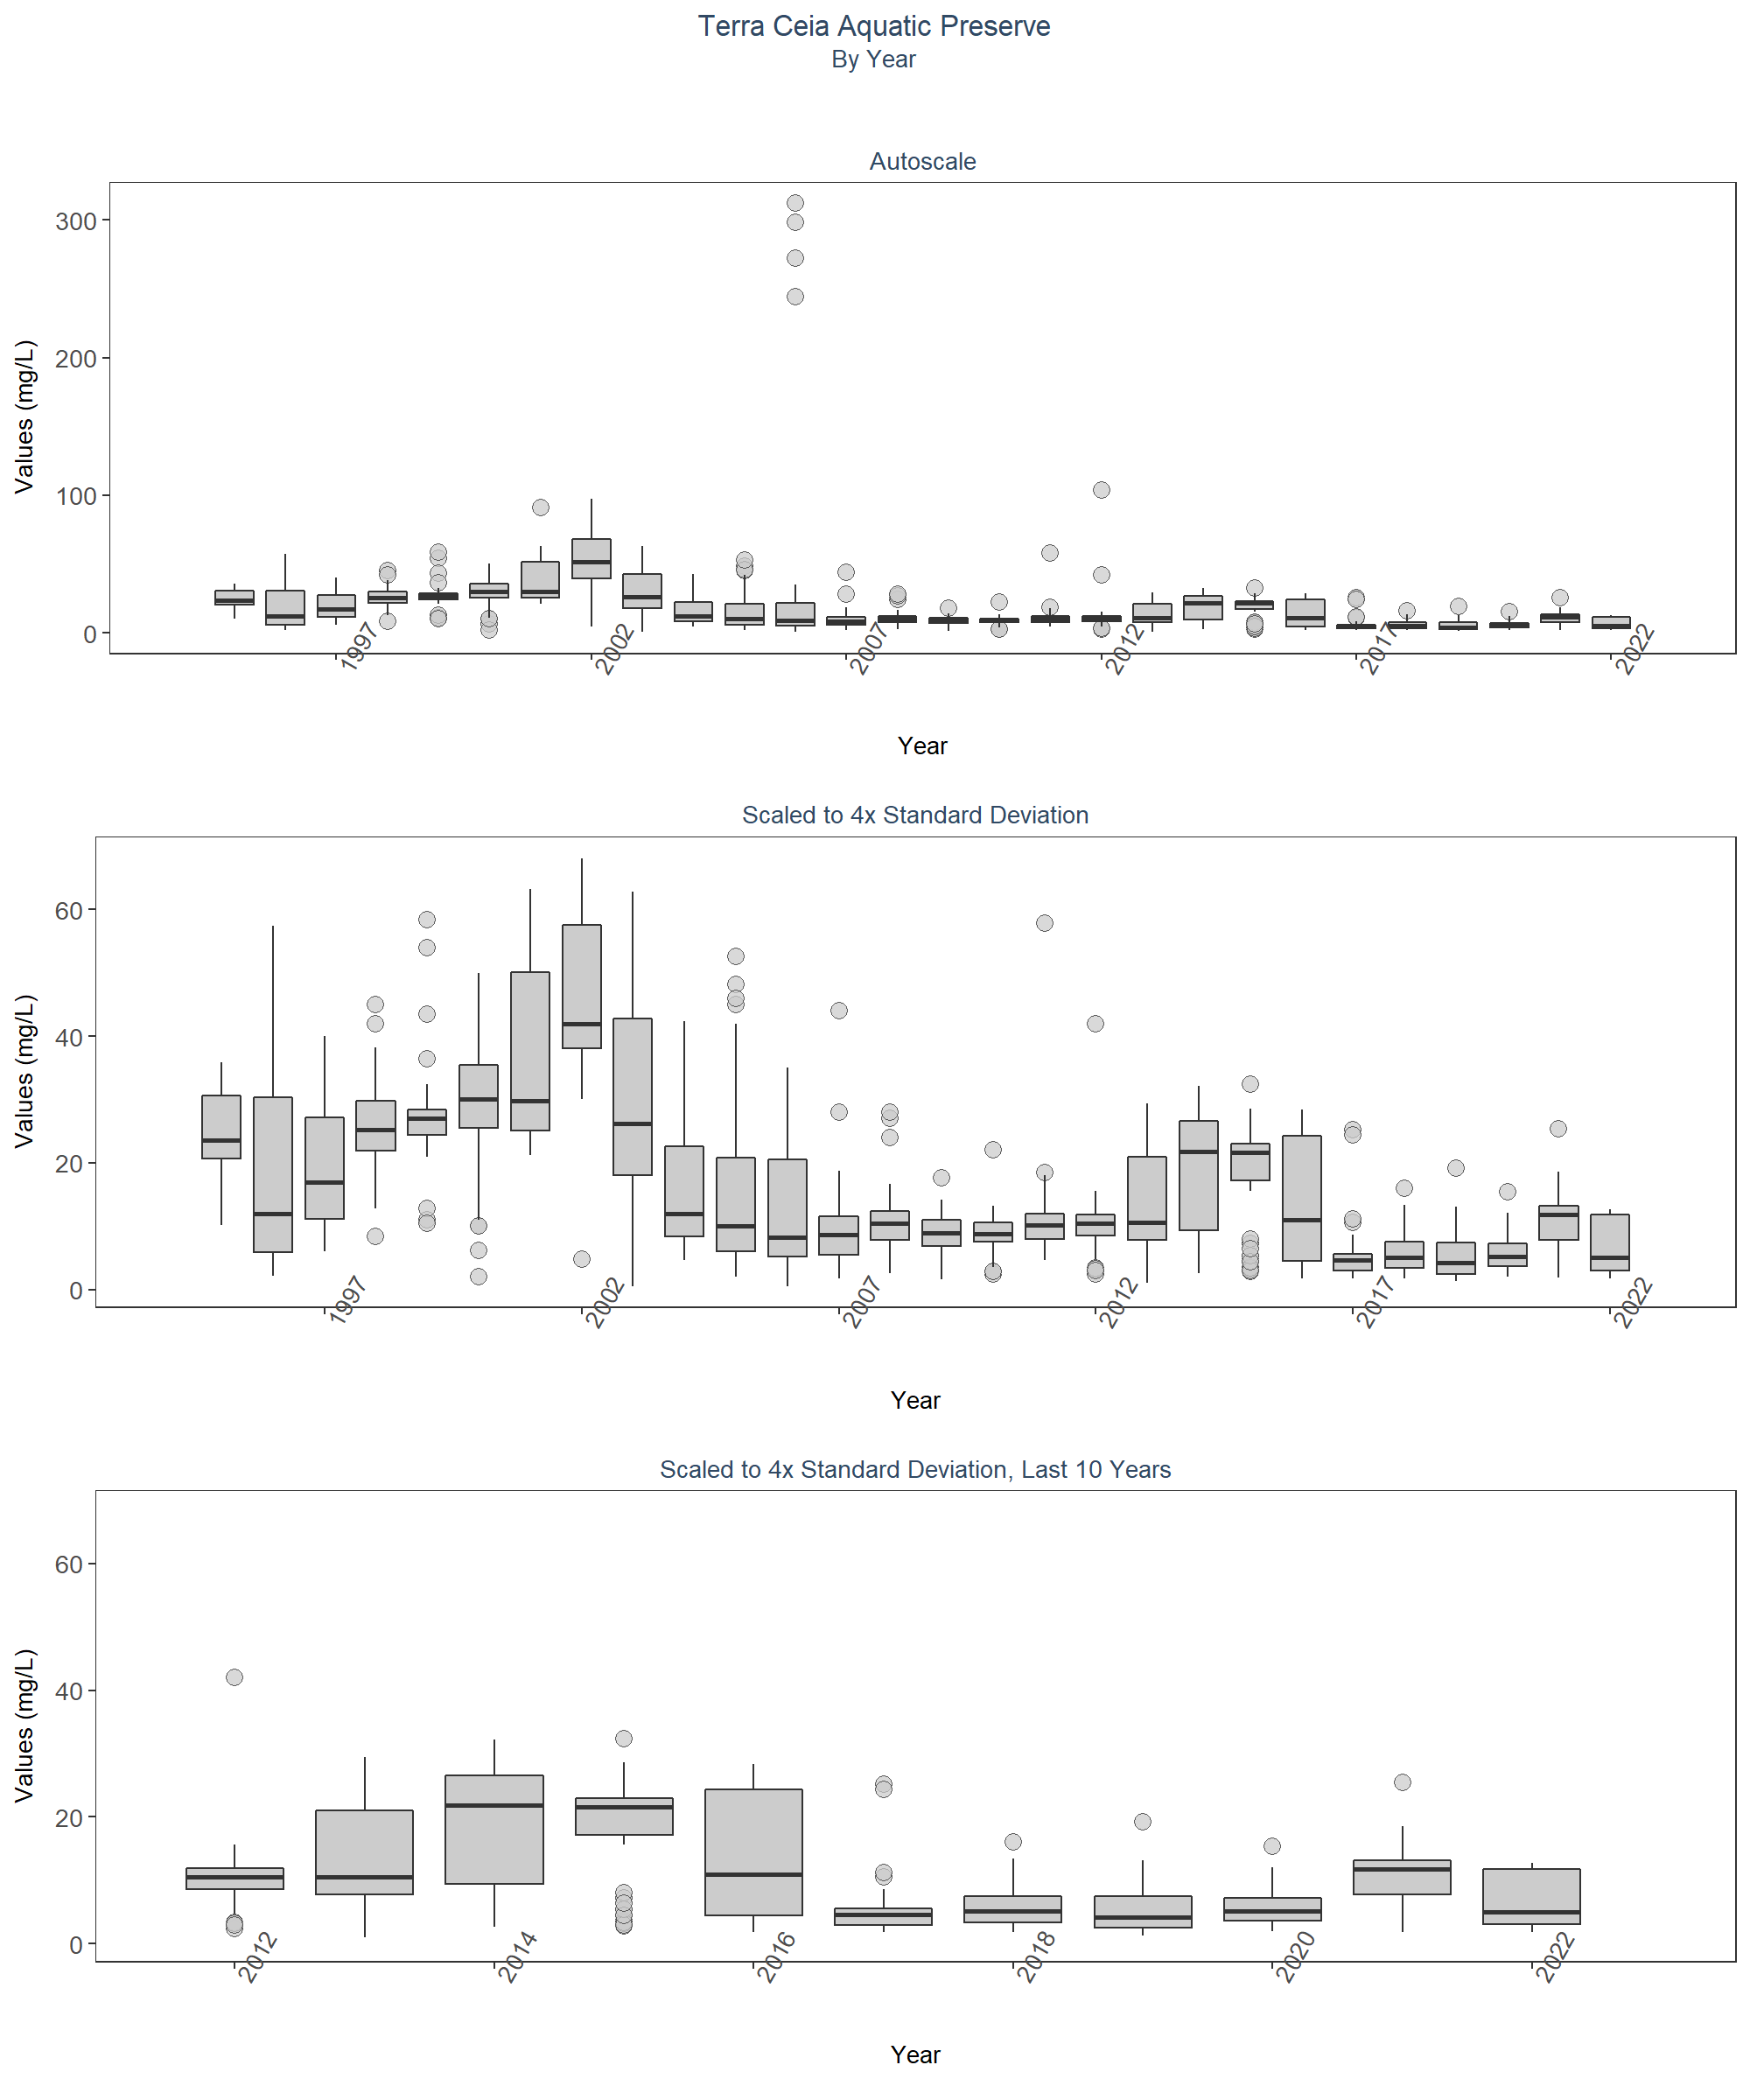 Terra Ceia Aquatic Preserve
By Year
Autoscale
Values (mg/L)
300
200
100
0
1997 2002 2007 2012 2017 2022
Year
Scaled to 4x Standard Deviation
Values (mg/L)
60
40
20
0
1997 2002 2007 2012 2017 2022
Year
Scaled to 4x Standard Deviation, Last 10 Years
Values (mg/L)
60
40
20
0
2012 2014 2016 2018 2020 2022
Year